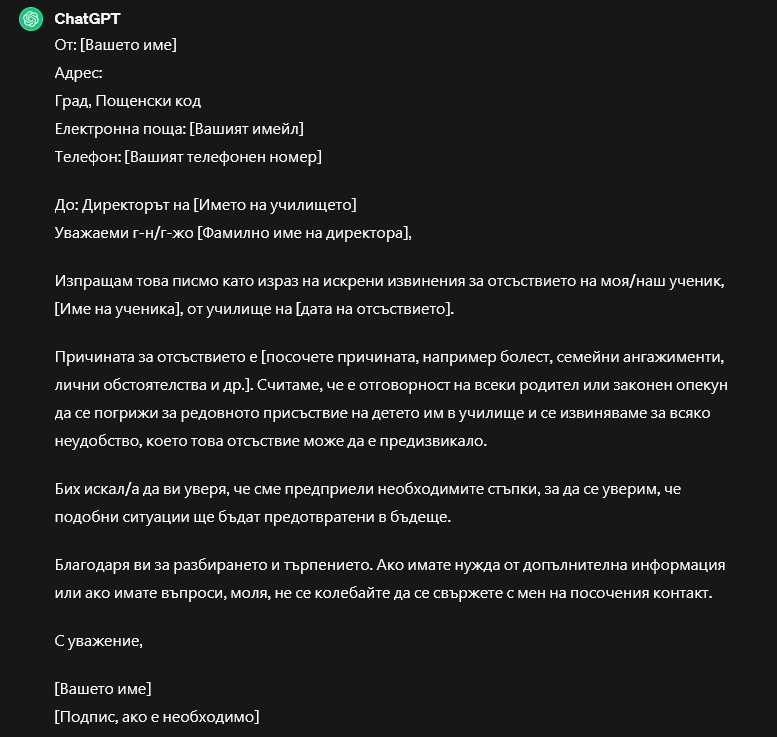 ChatGPT
От: [Вашето име]
Адрес:
Град, Пощенски код
Електронна поща: [Вашият имейл]
Телефон: [Вашият телефонен номер]
До: Директорът на [Името на училището]
Уважаеми г-н/г-жо [Фамилно име на директора],
Изпращам това писмо като израз на искрени извинения за отсъствието на моя/наш ученик,
[Име на ученика], от училище на [дата на отсъствието].
Причината за отсъствието е [посочете причината, например болест, семейни ангажименти,
лични обстоятелства и др.]. Считаме, че е отговорност на всеки родител или законен опекун
да се погрижи за редовното присъствие на детето им в училище и се извиняваме за всяко
неудобство, което това отсъствие може да е предизвикало.
Бих искал/а да ви уверя, че сме предприели необходимите стъпки, за да се уверим, че
подобни ситуации ще бъдат предотвратени в бъдеще.
Благодаря ви за разбирането и търпението. Ако имате нужда от допълнителна информация
или ако имате въпроси, моля, не се колебайте да се свържете с мен на посочения контакт.
С уважение,
[Вашето име]
[Подпис, ако е необходимо]